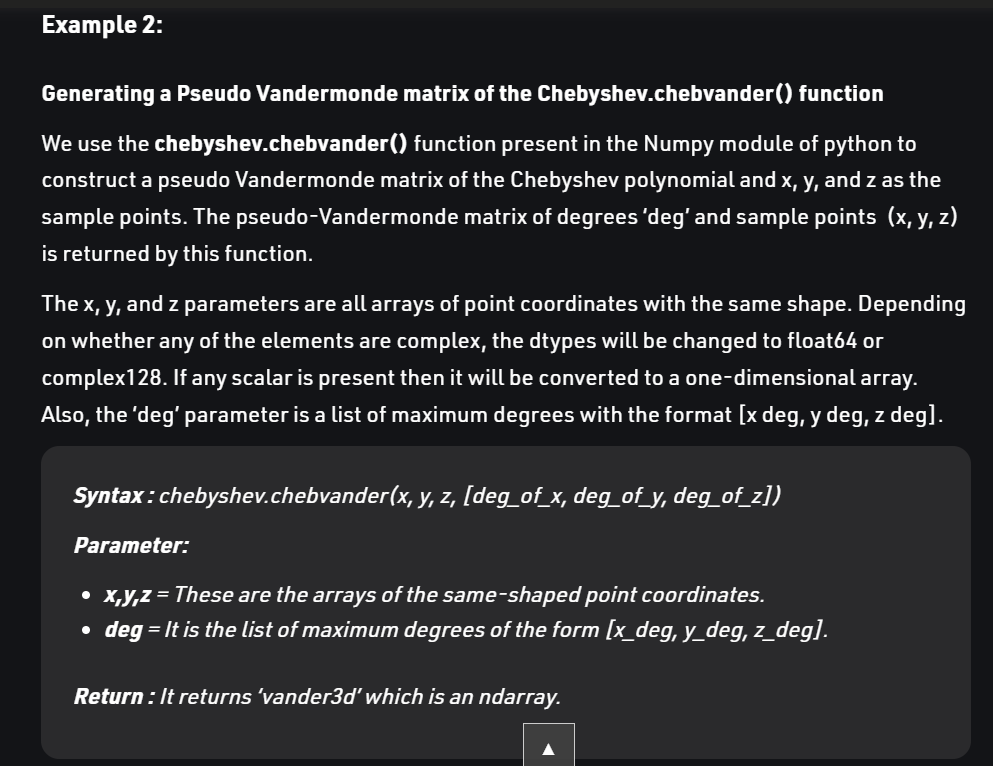 Example 2:
Generating a Pseudo Vandermonde matrix of the Chebyshev.chebvander() function
We use the chebyshev.chebvander() function present in the Numpy module of python to
construct a pseudo Vandermonde matrix of the Chebyshev polynomial and x, y, and z as the
sample points. The pseudo-Vandermonde matrix of degrees 'deg' and sample points  (x, y, z)
is returned by this function.
The x, y, and z parameters are all arrays of point coordinates with the same shape. Depending
on whether any of the elements are complex, the dtypes will be changed to float64 or
complex128. If any scalar is present then it will be converted to a one-dimensional array.
Also, the 'deg' parameter is a list of maximum degrees with the format [x deg, y deg, z deg].
Syntax : chebyshev.chebvander(x, y, z, [deg_of_x, deg_of_y, deg_of_z])
Parameter:
• x,y,z = These are the arrays of the same-shaped point coordinates.
• deg = It is the list of maximum degrees of the form [x_deg, y_deg, z_deg].
Return : It returns 'vander3d' which is an ndarray.